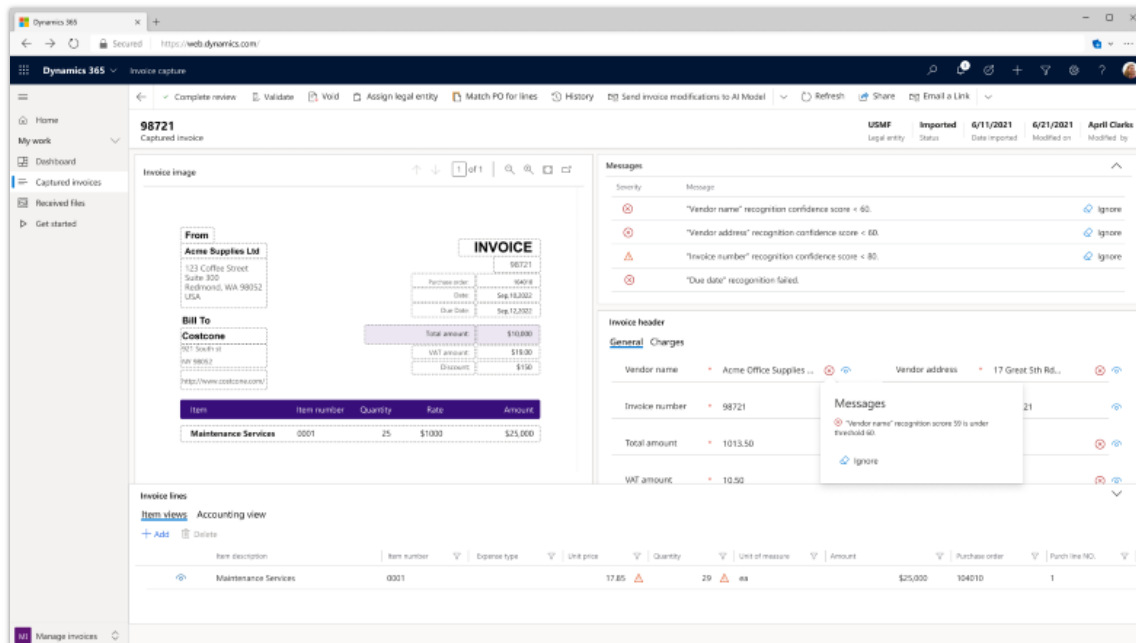 Dynamics 365
Secured https://web.dynamics.com/
Dynamics 365 Invoice capture
Complete review Validate Void Assign legal entity Match PO for lines History Send invoice modifications to AI Model Refresh Share Email a Link
Home
My work
Dashboard
Captured invoices
Received files
Get started
Manage invoices
MI
98721
Captured invoice
USMF Imported 6/11/2021 6/21/2021 April Clarks
Legal entity Status Date imported Modified on Modified by
Invoice image
1 of 1
From
Acme Supplies Ltd
123 Coffee Street
Suite 300
Redmond, WA 98052
USA
Bill To
Costcone
921 South st
NY 98052
http://www.costcone.com/
INVOICE
98721
Purchase order: 104010
Date: Sep,10,2022
Due Date: Sep,12,2022
Total amount: $10,000
VAT amount: $19.00
Discount: $150
Item Item number Quantity Rate Amount
Maintenance Services 0001 25 $1000 $25,000
Messages
Severity Message
"Vendor name" recognition confidence score < 60. Ignore
"Vendor address" recognition confidence score < 60. Ignore
"Invoice number" recognition confidence score < 80. Ignore
"Due date" recogonition failed.
Invoice header
General Charges
Vendor name * Acme Office Supplies ... Vendor address * 17 Great 5th Rd...
Invoice number * 98721 21
Total amount * 1013.50
VAT amount * 10.50
Messages
"Vendor name" recognition scrore 59 is under
threshold 60.
Ignore
Invoice lines
Item views Accounting view
Add Delete
Item description Item number Expense type Unit price Quantity Unit of measure Amount Purchase order Purch line NO.
Maintenance Services 0001 17.85 29 ea $25,000 104010 1